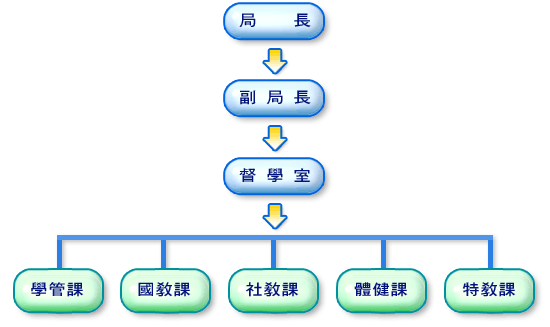 局 長
副 局 長
督 學 室
學管課 國教課 社教課 體健課 特教課